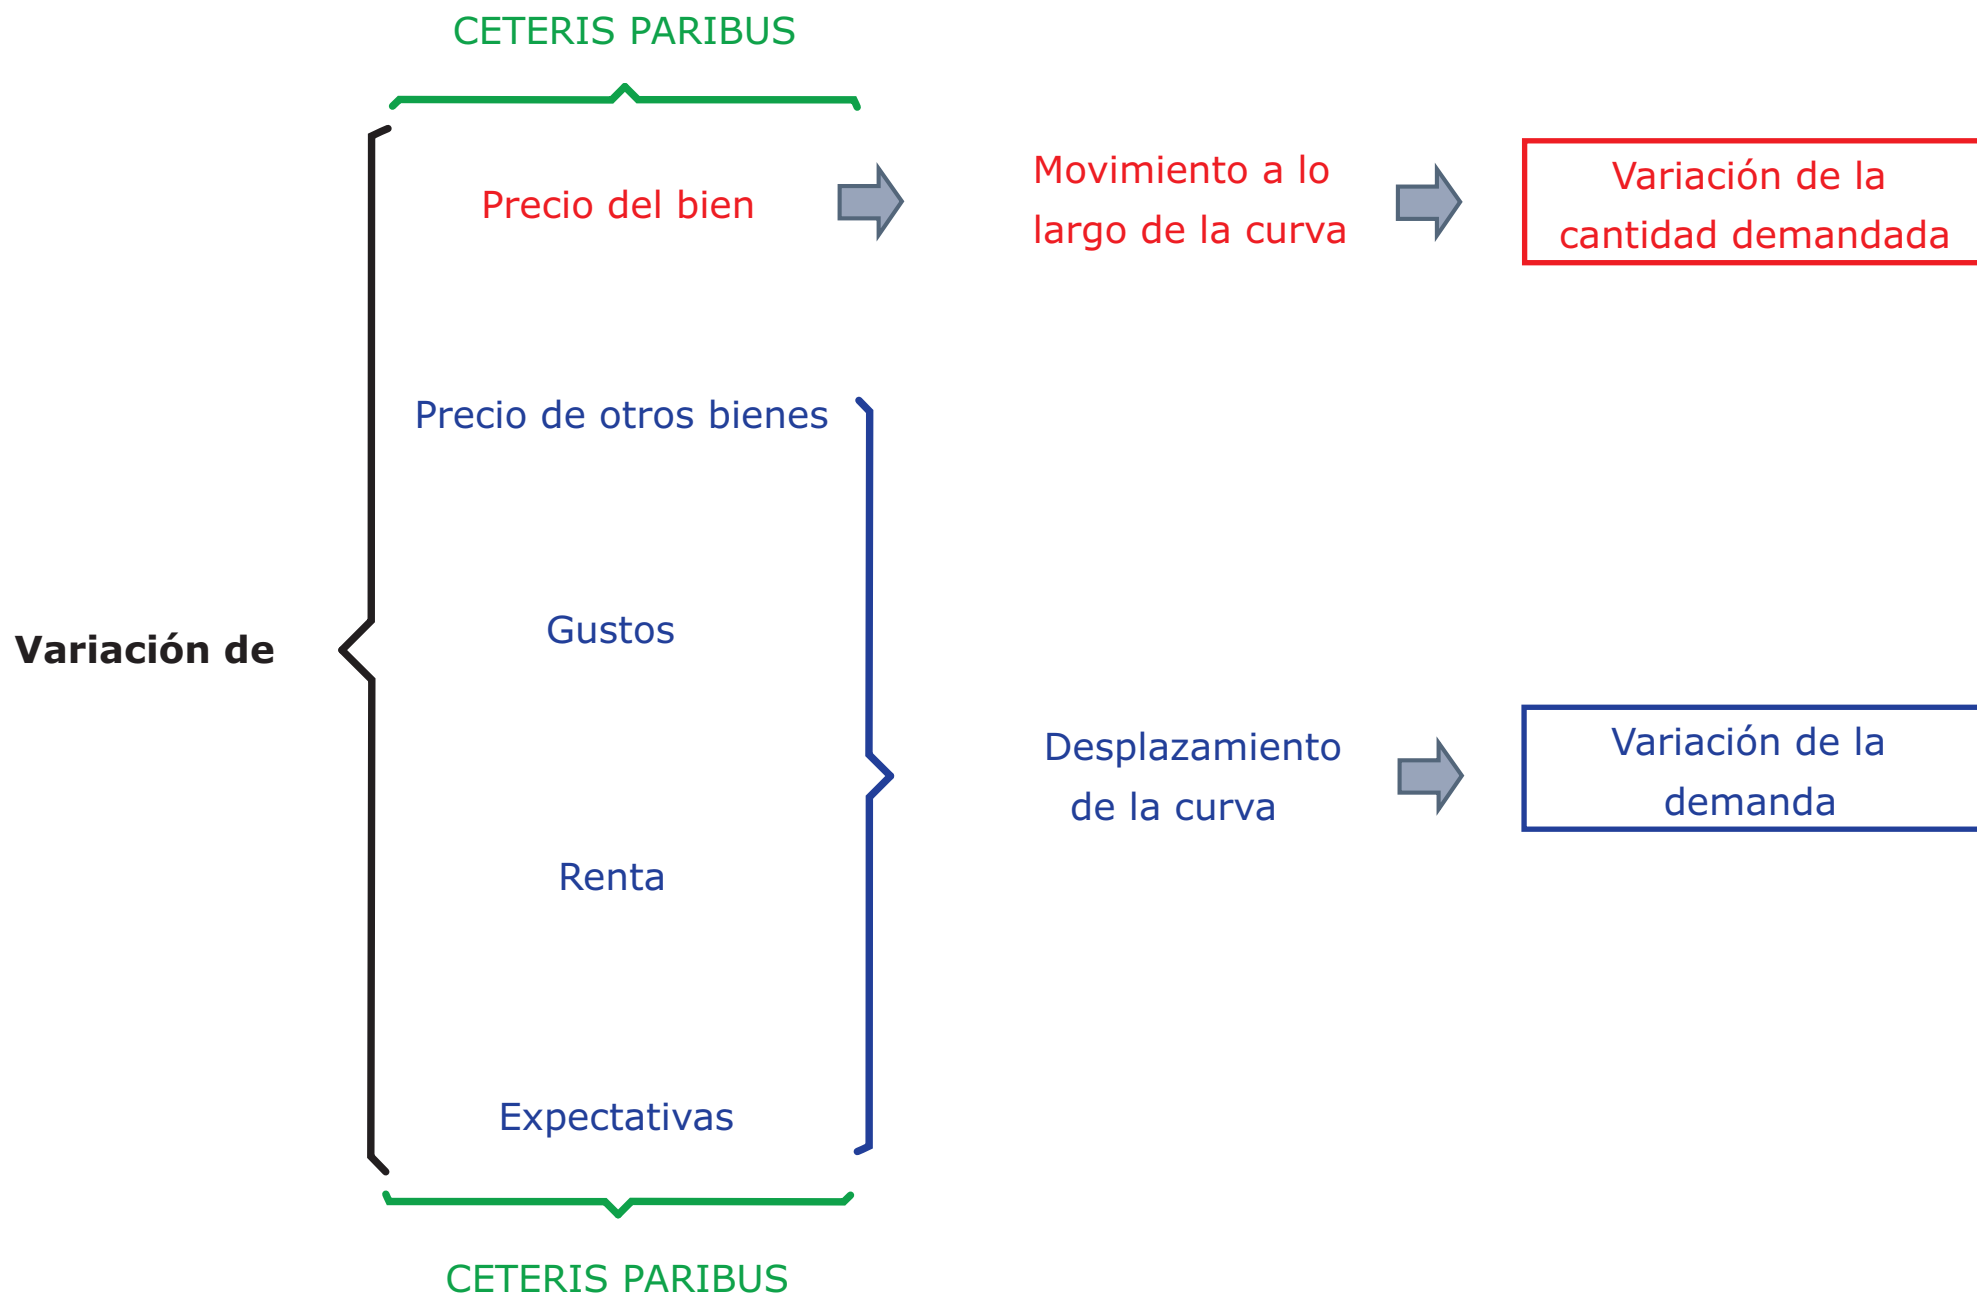 CETERIS PARIBUS
Precio del bien
Movimiento a lo
largo de la curva
Variación de la
cantidad demandada
Precio de otros bienes
Gustos
Variación de
Renta
Expectativas
Desplazamiento
de la curva
Variación de la
demanda
CETERIS PARIBUS